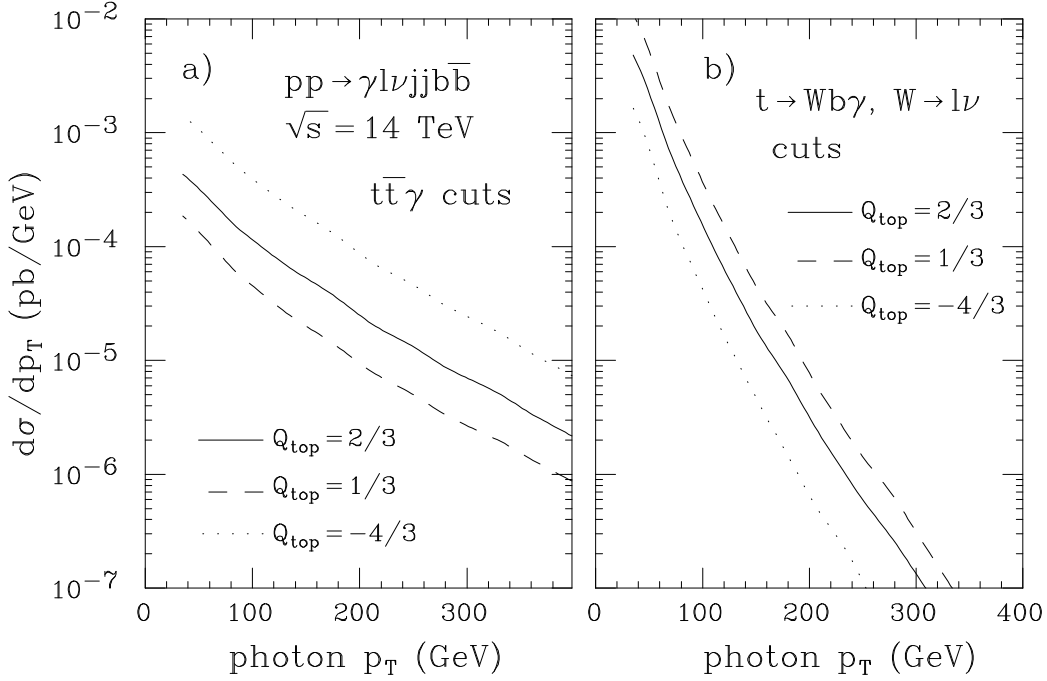 dσ/dp_T (pb/GeV)
10^−2
10^−3
10^−4
10^−5
10^−6
10^−7
a)
pp→γlνjjbb̅
√s = 14 TeV
tt̅γ cuts
Q_top = 2/3
Q_top = 1/3
Q_top = −4/3
0 100 200 300
photon p_T (GeV)
b)
t→Wbγ, W→lν
cuts
Q_top = 2/3
Q_top = 1/3
Q_top = −4/3
0 100 200 300 400
photon p_T (GeV)